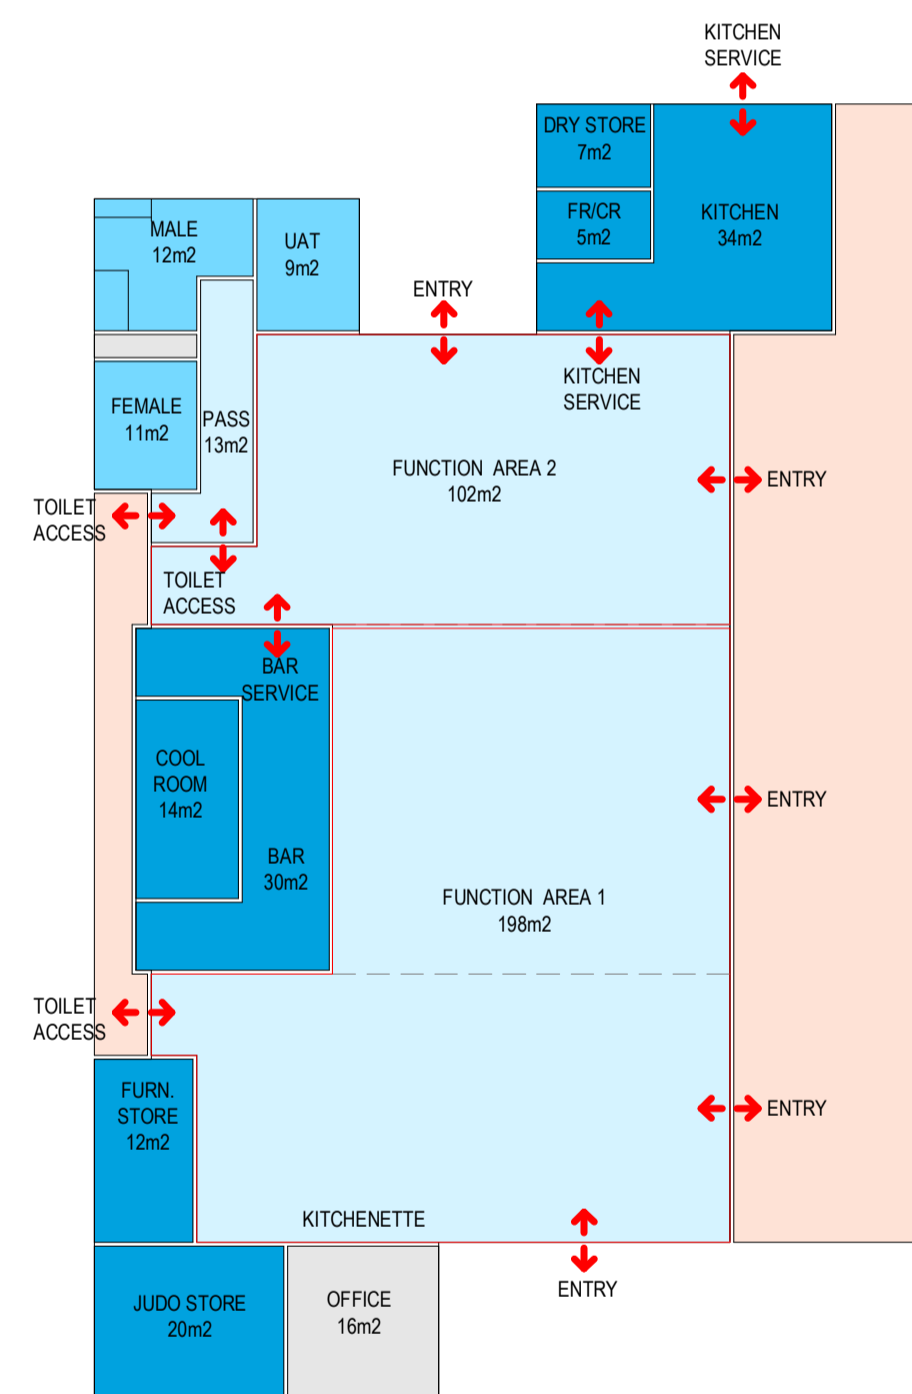 KITCHEN
SERVICE
DRY STORE
7m2
FR/CR
5m2
KITCHEN
34m2
MALE
12m2
UAT
9m2
ENTRY
KITCHEN
SERVICE
FEMALE
11m2
PASS
13m2
FUNCTION AREA 2
102m2
ENTRY
TOILET
ACCESS
TOILET
ACCESS
BAR
SERVICE
COOL
ROOM
14m2
ENTRY
BAR
30m2
FUNCTION AREA 1
198m2
TOILET
ACCESS
FURN.
STORE
12m2
ENTRY
KITCHENETTE
ENTRY
JUDO STORE
20m2
OFFICE
16m2